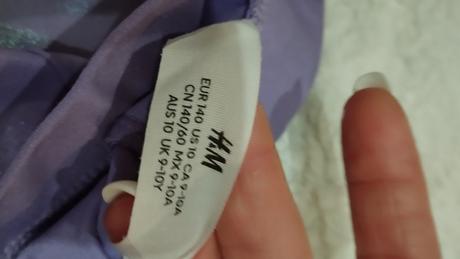 H&M
EUR 140 US 10 CA 9-10A
CN 140/60 MX 9-10A
AUS 10 UK 9-10Y